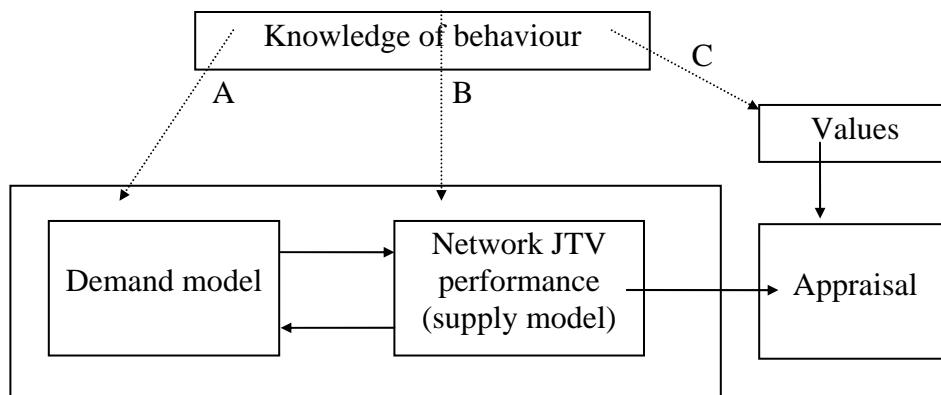 Knowledge of behaviour
A
B
C
Values
Demand model
Network JTV
performance
(supply model)
Appraisal